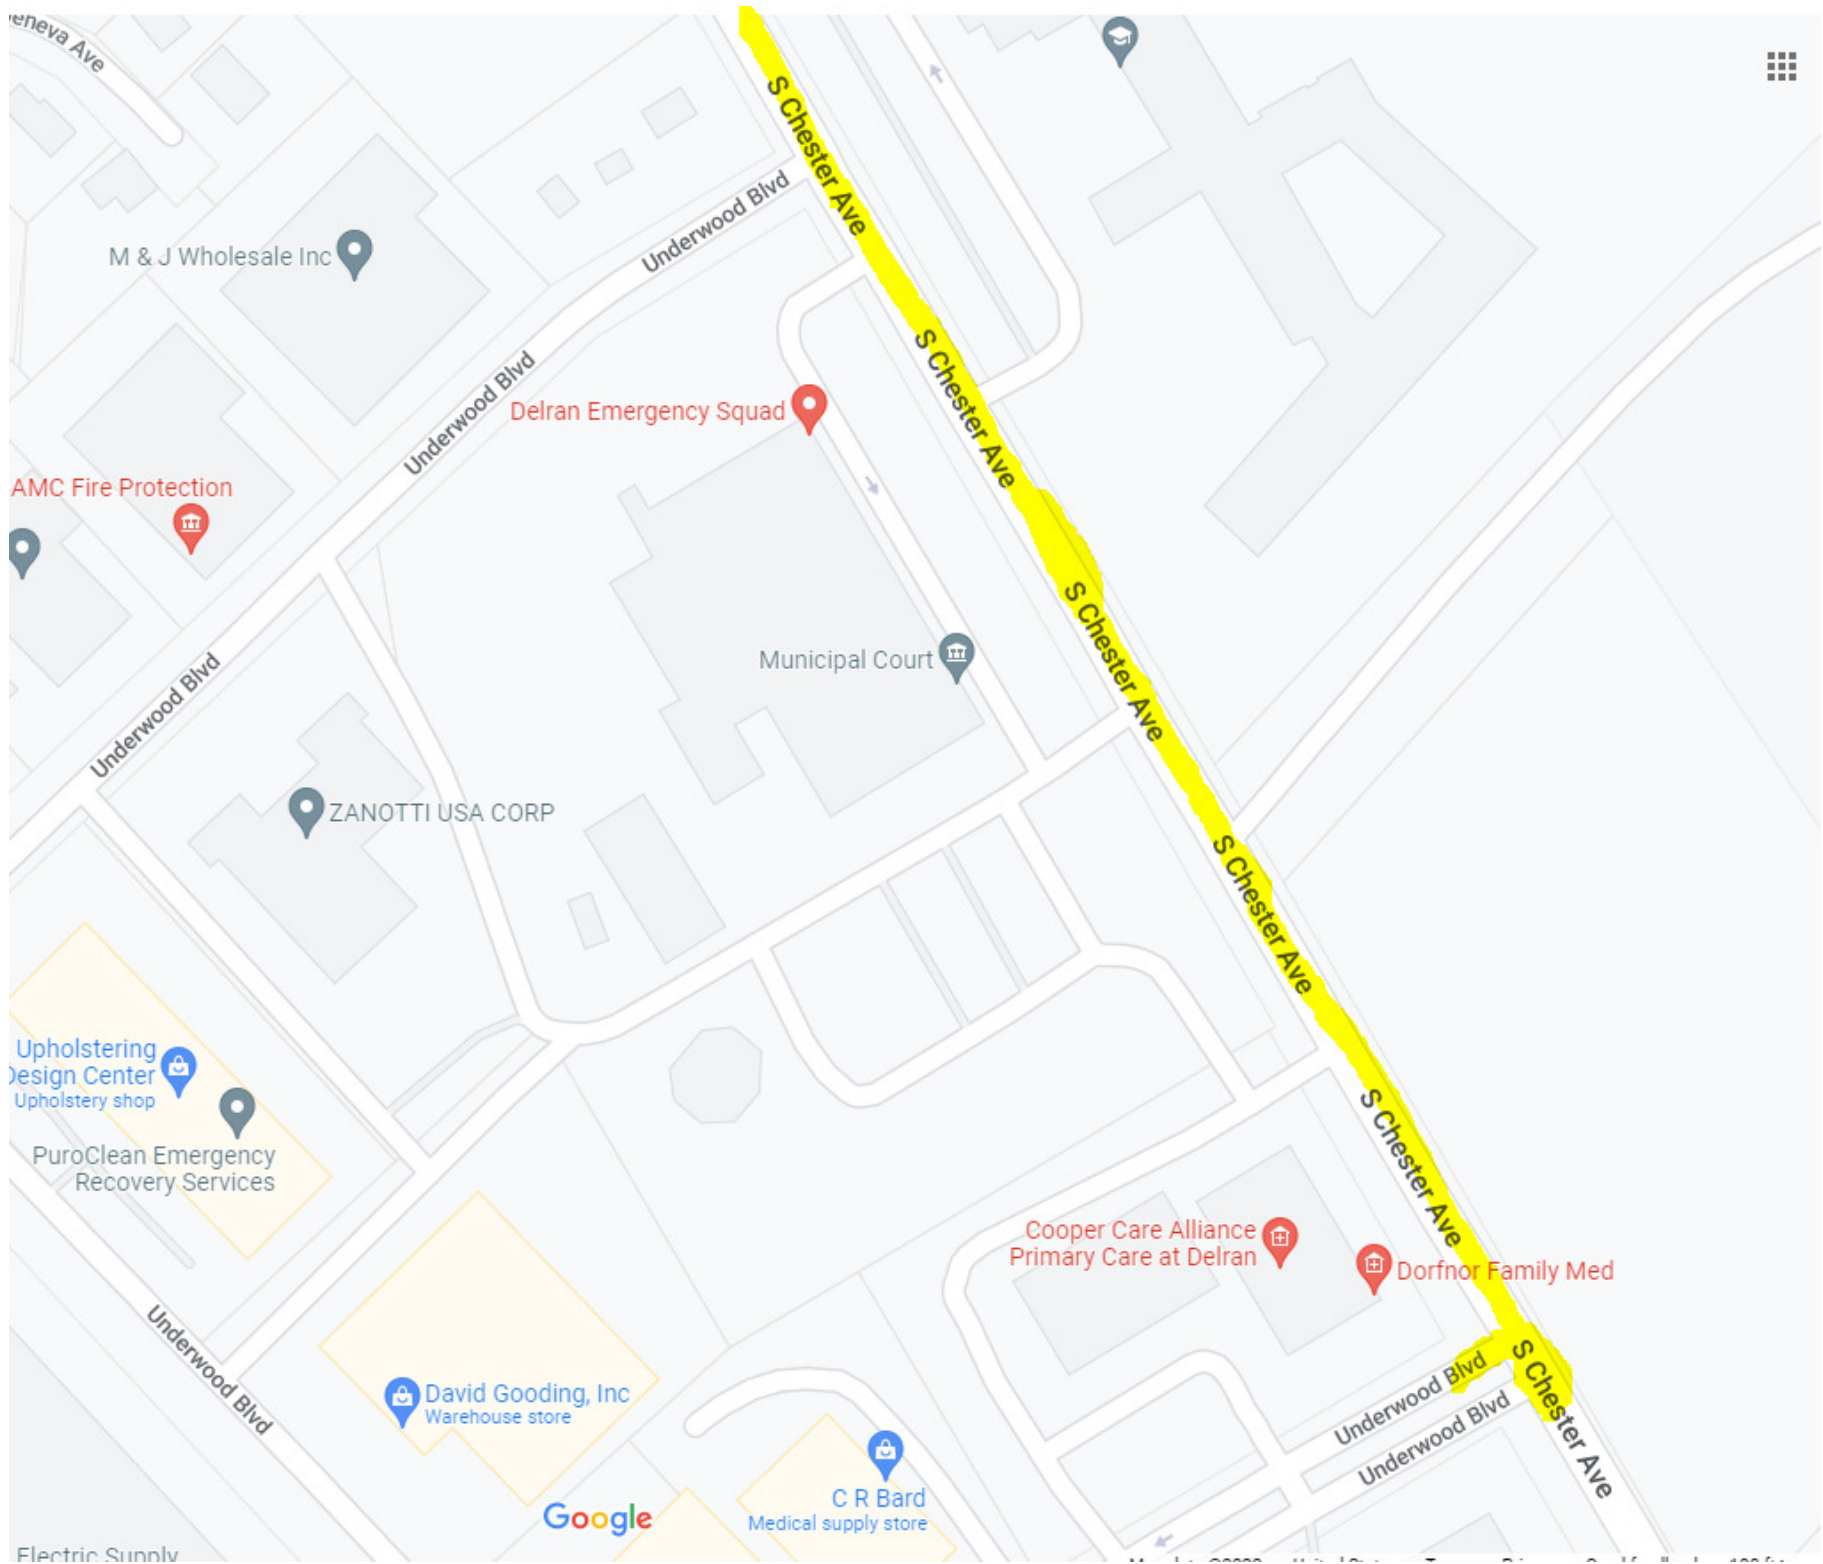 eneva Ave
S Chester Ave
Underwood Blvd
M & J Wholesale Inc
S Chester Ave
Underwood Blvd
Delran Emergency Squad
AMC Fire Protection
S Chester Ave
Municipal Court
Underwood Blvd
ZANOTTI USA CORP
S Chester Ave
Upholstering
Design Center
Upholstery shop
PuroClean Emergency
Recovery Services
S Chester Ave
Cooper Care Alliance
Primary Care at Delran
Dorfnor Family Med
Underwood Blvd
David Gooding, Inc
Warehouse store
Underwood Blvd
Underwood Blvd
S Chester Ave
C R Bard
Medical supply store
Google
Electric Supply